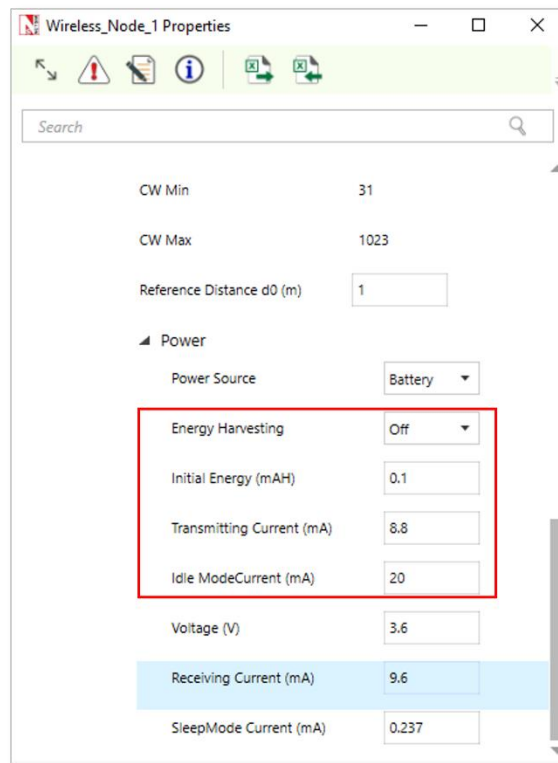 Wireless_Node_1 Properties
Search
CW Min 31
CW Max 1023
Reference Distance d0 (m) 1
Power
Power Source Battery
Energy Harvesting Off
Initial Energy (mAH) 0.1
Transmitting Current (mA) 8.8
Idle ModeCurrent (mA) 20
Voltage (V) 3.6
Receiving Current (mA) 9.6
SleepMode Current (mA) 0.237